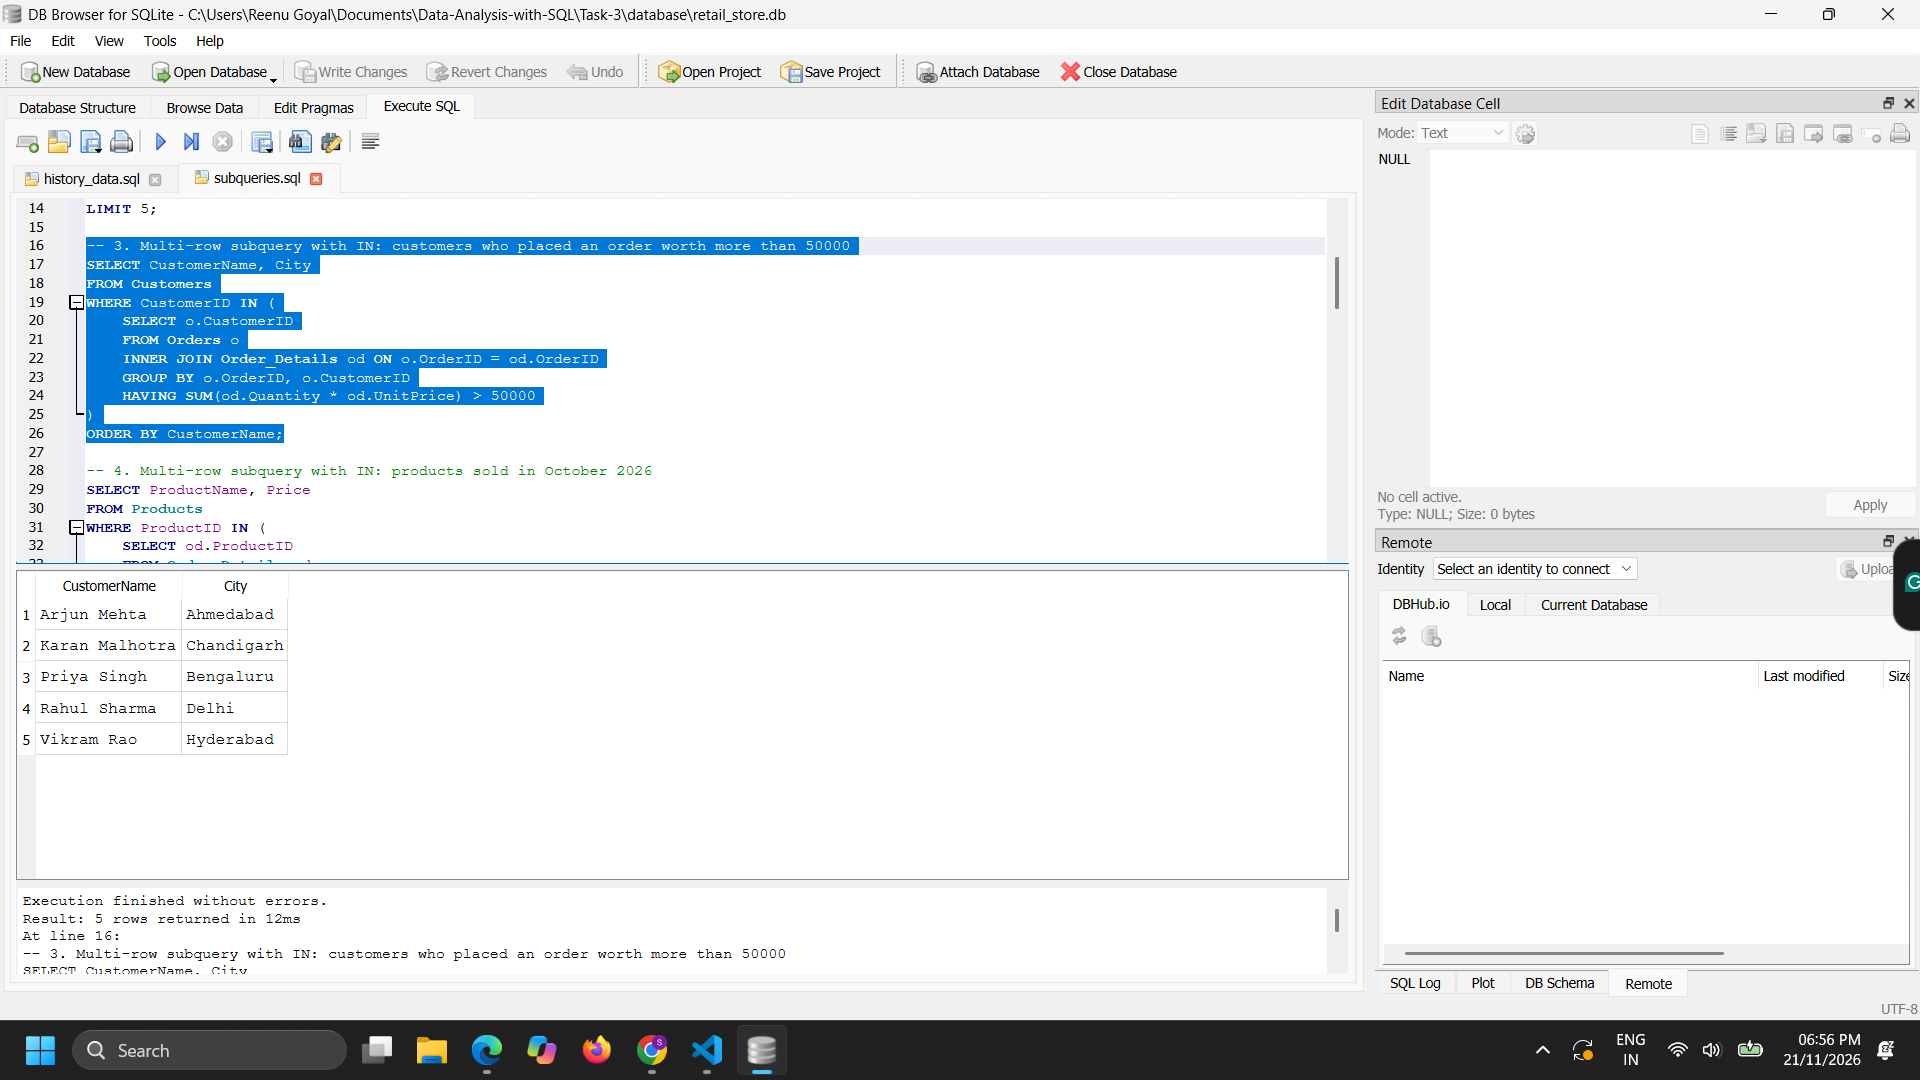 DB Browser for SQLite - C:\Users\Reenu Goyal\Documents\Data-Analysis-with-SQL\Task-3\database\retail_store.db
File Edit View Tools Help
New Database Open Database Write Changes Revert Changes Undo Open Project Save Project Attach Database Close Database
Database Structure Browse Data Edit Pragmas Execute SQL
history_data.sql subqueries.sql
14 LIMIT 5;
15
16 -- 3. Multi-row subquery with IN: customers who placed an order worth more than 50000
17 SELECT CustomerName, City
18 FROM Customers
19 WHERE CustomerID IN (
20 SELECT o.CustomerID
21 FROM Orders o
22 INNER JOIN Order_Details od ON o.OrderID = od.OrderID
23 GROUP BY o.OrderID, o.CustomerID
24 HAVING SUM(od.Quantity * od.UnitPrice) > 50000
25 )
26 ORDER BY CustomerName;
27
28 -- 4. Multi-row subquery with IN: products sold in October 2026
29 SELECT ProductName, Price
30 FROM Products
31 WHERE ProductID IN (
32 SELECT od.ProductID
CustomerName City
1 Arjun Mehta Ahmedabad
2 Karan Malhotra Chandigarh
3 Priya Singh Bengaluru
4 Rahul Sharma Delhi
5 Vikram Rao Hyderabad
Execution finished without errors.
Result: 5 rows returned in 12ms
At line 16:
-- 3. Multi-row subquery with IN: customers who placed an order worth more than 50000
SELECT CustomerName, City
Edit Database Cell
Mode: Text
NULL
No cell active.
Type: NULL; Size: 0 bytes
Apply
Remote
Identity Select an identity to connect
DBHub.io Local Current Database
Name Last modified Size
SQL Log Plot DB Schema Remote
UTF-8
Search
ENG
IN
06:56 PM
21/11/2026